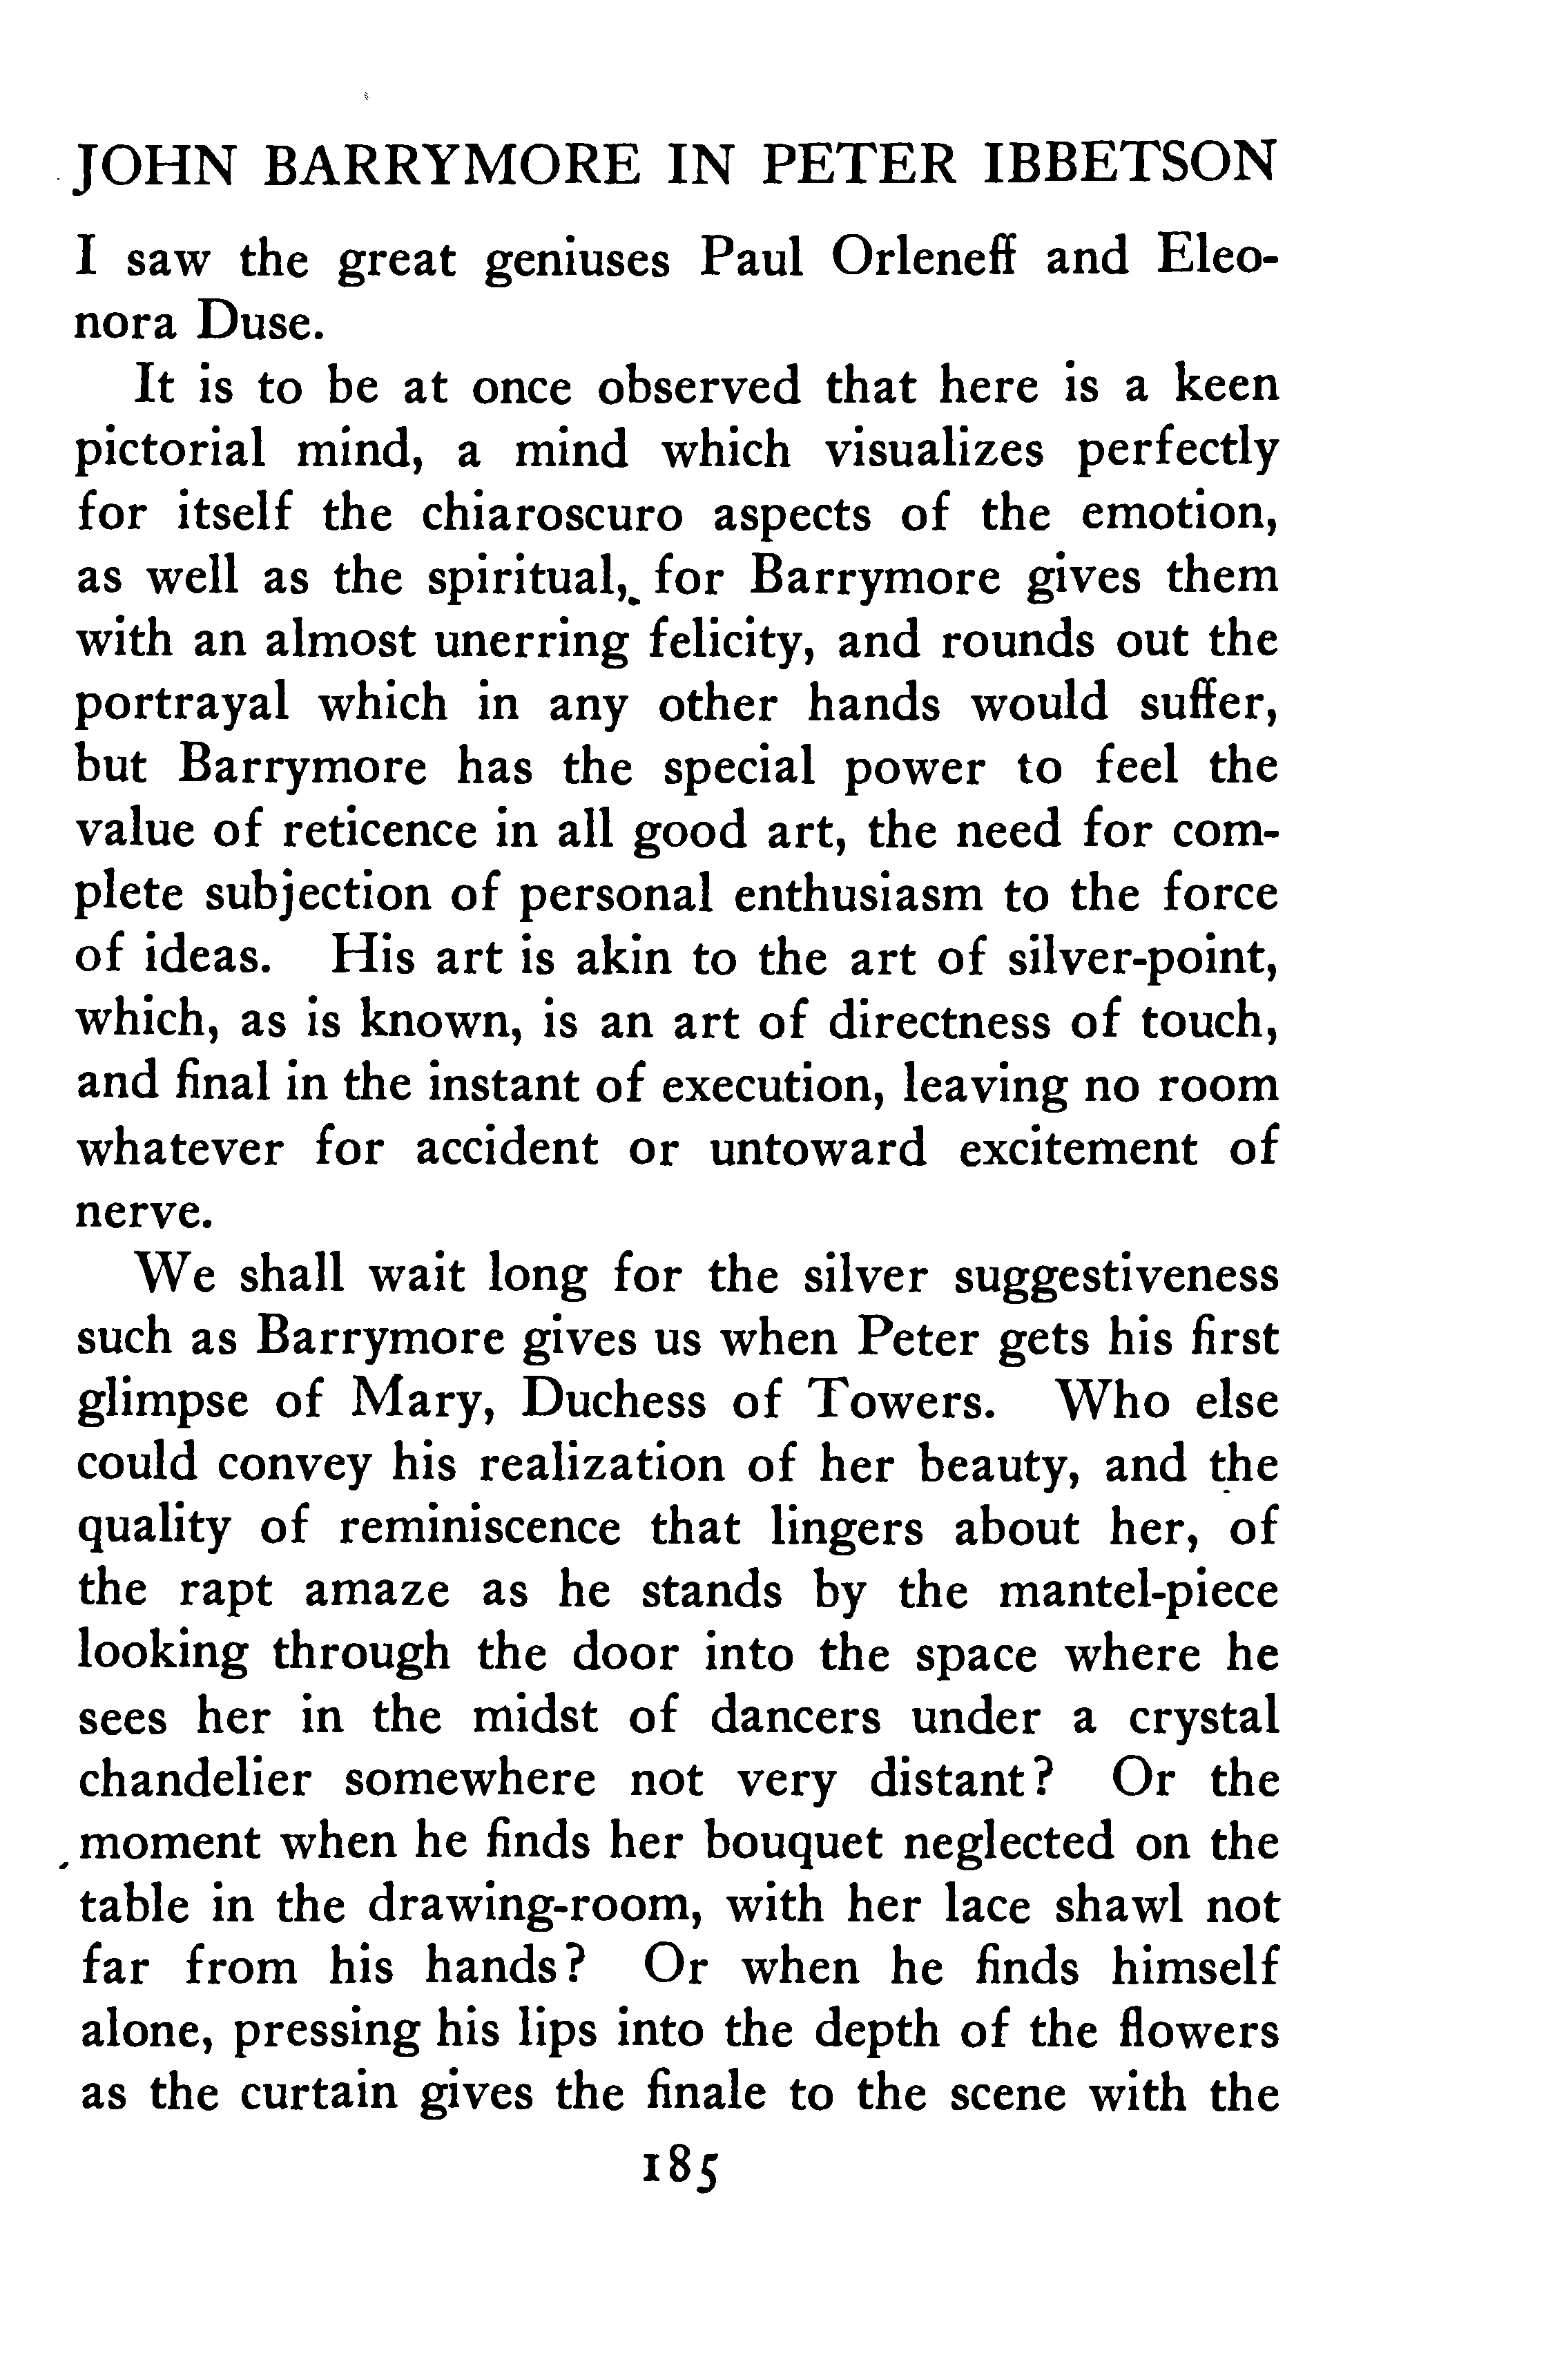 JOHN BARRYMORE IN PETER IBBETSON
I saw the great geniuses Paul Orleneff and Eleo-
nora Duse.
It is to be at once observed that here is a keen
pictorial mind, a mind which visualizes perfectly
for itself the chiaroscuro aspects of the emotion,
as well as the spiritual, for Barrymore gives them
with an almost unerring felicity, and rounds out the
portrayal which in any other hands would suffer,
but Barrymore has the special power to feel the
value of reticence in all good art, the need for com-
plete subjection of personal enthusiasm to the force
of ideas. His art is akin to the art of silver-point,
which, as is known, is an art of directness of touch,
and final in the instant of execution, leaving no room
whatever for accident or untoward excitement of
nerve.
We shall wait long for the silver suggestiveness
such as Barrymore gives us when Peter gets his first
glimpse of Mary, Duchess of Towers. Who else
could convey his realization of her beauty, and the
quality of reminiscence that lingers about her, of
the rapt amaze as he stands by the mantel-piece
looking through the door into the space where he
sees her in the midst of dancers under a crystal
chandelier somewhere not very distant? Or the
moment when he finds her bouquet neglected on the
table in the drawing-room, with her lace shawl not
far from his hands? Or when he finds himself
alone, pressing his lips into the depth of the flowers
as the curtain gives the finale to the scene with the
185